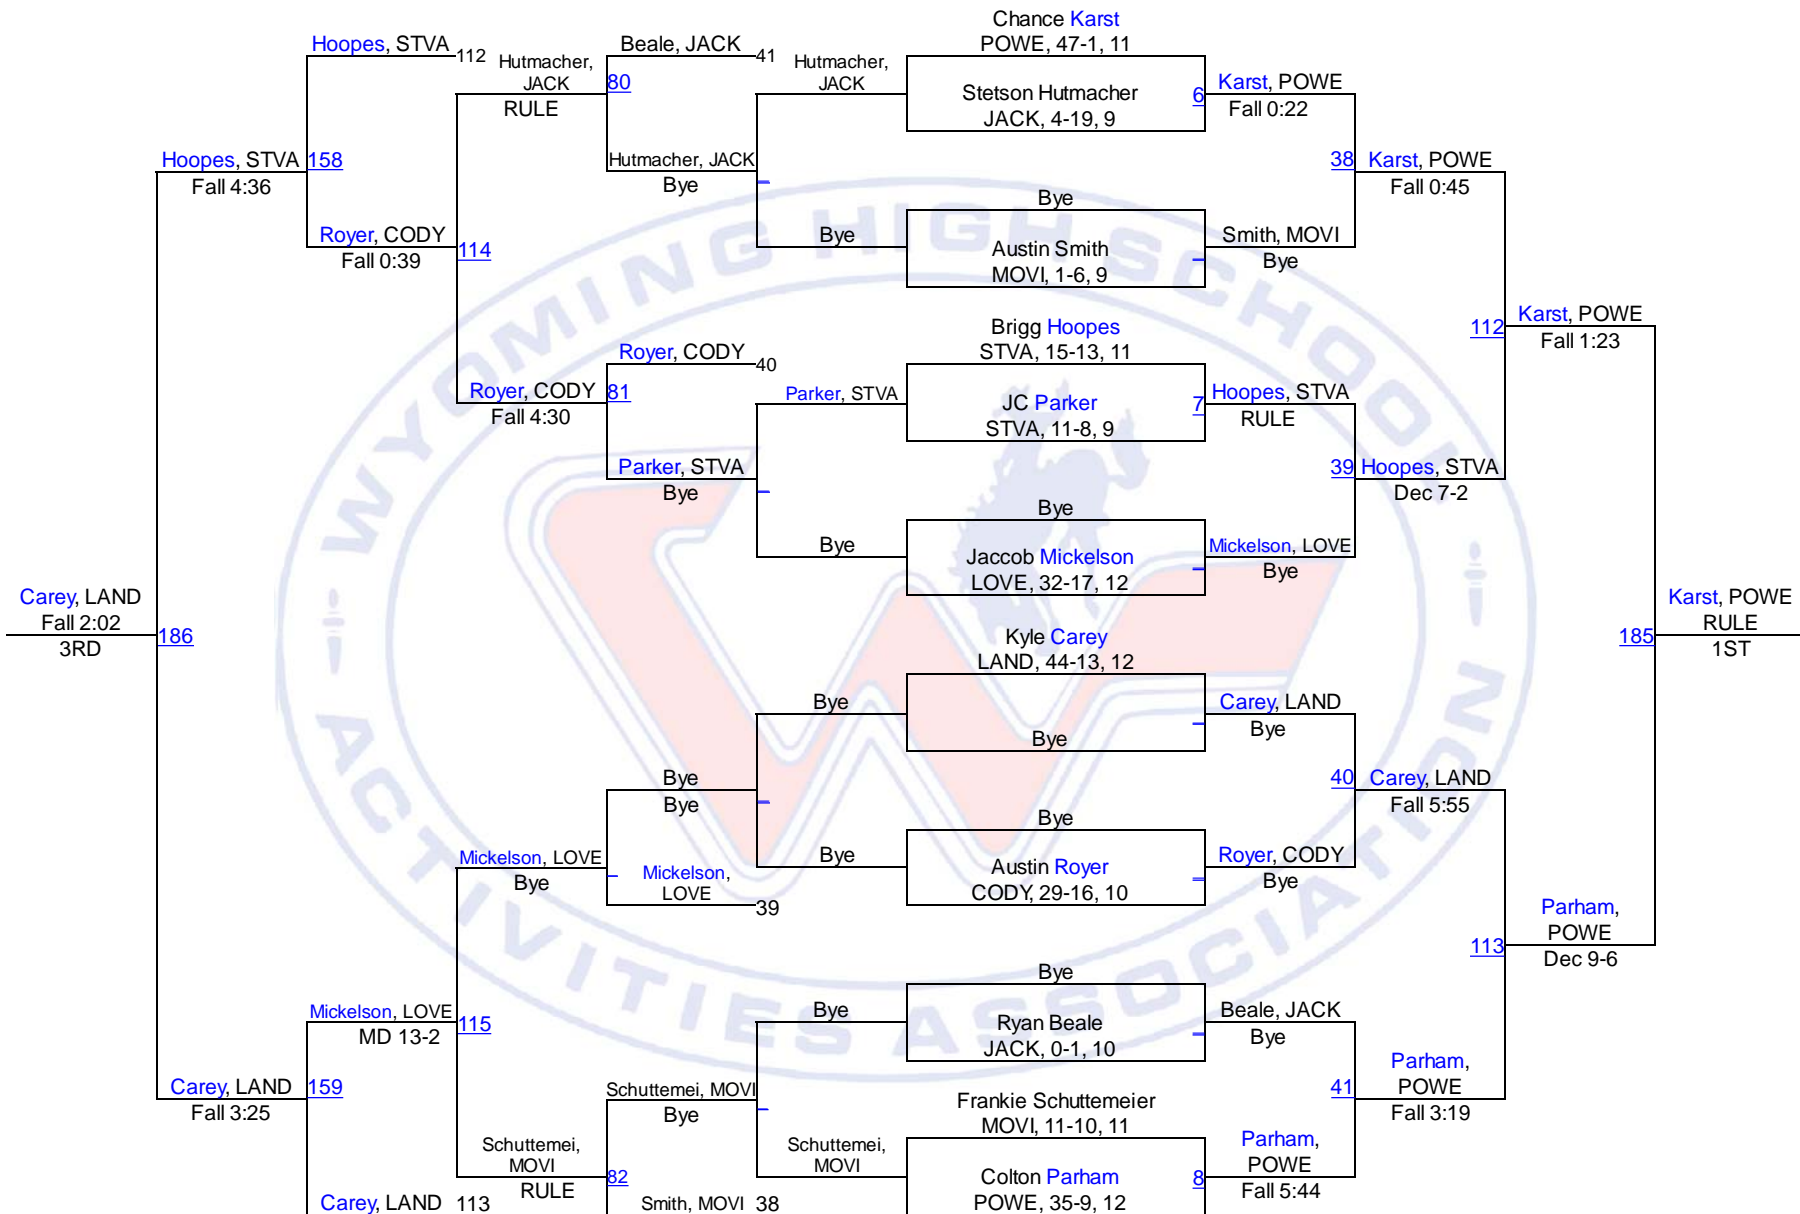 Chance Karst
POWE, 47-1, 11
Hoopes, STVA
112
Hutmacher,
JACK
RULE
Beale, JACK
41
80
Hutmacher,
JACK
Stetson Hutmacher
JACK, 4-19, 9
6
Karst, POWE
Fall 0:22
Hoopes, STVA
Fall 4:36
158
Hutmacher, JACK
Bye
38
Karst, POWE
Fall 0:45
Bye
Royer, CODY
Fall 0:39
114
Bye
Austin Smith
MOVI, 1-6, 9
Smith, MOVI
Bye
Brigg Hoopes
STVA, 15-13, 11
112
Karst, POWE
Fall 1:23
Royer, CODY
40
Royer, CODY
Fall 4:30
81
Parker, STVA
JC Parker
STVA, 11-8, 9
7
Hoopes, STVA
RULE
Parker, STVA
Bye
39
Hoopes, STVA
Dec 7-2
Bye
Bye
Jaccob Mickelson
LOVE, 32-17, 12
Mickelson, LOVE
Bye
Carey, LAND
Fall 2:02
3RD
186
Kyle Carey
LAND, 44-13, 12
185
Karst, POWE
RULE
1ST
Bye
Bye
Carey, LAND
Bye
Bye
Bye
40
Carey, LAND
Fall 5:55
Bye
Mickelson, LOVE
Bye
Mickelson,
LOVE
39
Bye
Austin Royer
CODY, 29-16, 10
Royer, CODY
Bye
113
Parham,
POWE
Dec 9-6
Bye
Mickelson, LOVE
MD 13-2
115
Bye
Ryan Beale
JACK, 0-1, 10
Beale, JACK
Bye
Carey, LAND
Fall 3:25
159
Schuttemei, MOVI
Bye
Frankie Schuttemeier
MOVI, 11-10, 11
41
Parham,
POWE
Fall 3:19
Schuttemei,
MOVI
RULE
82
Schuttemei,
MOVI
Colton Parham
POWE, 35-9, 12
8
Parham,
POWE
Fall 5:44
Carey, LAND
113
Smith, MOVI
38
WYOMING HIGH SCHOOL
ACTIVITIES ASSOCIATION